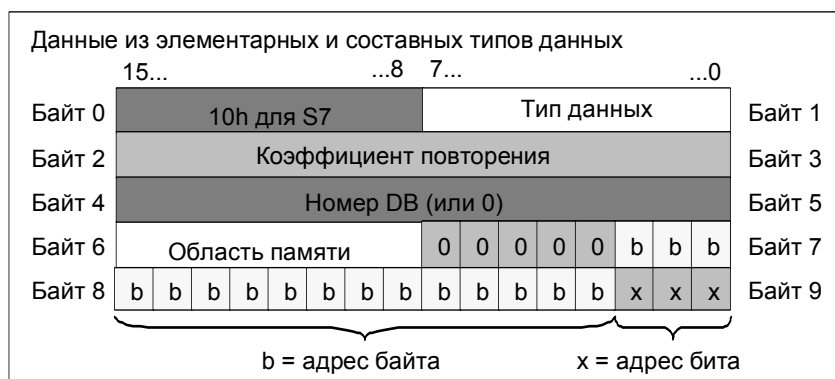 Данные из элементарных и составных типов данных
15... ...8 7... ...0
Байт 0 10h для S7 Тип данных Байт 1
Байт 2 Коэффициент повторения Байт 3
Байт 4 Номер DB (или 0) Байт 5
Байт 6 Область памяти 0 0 0 0 0 b b b Байт 7
Байт 8 b b b b b b b b b b b b b x x x Байт 9
b = адрес байта x = адрес бита